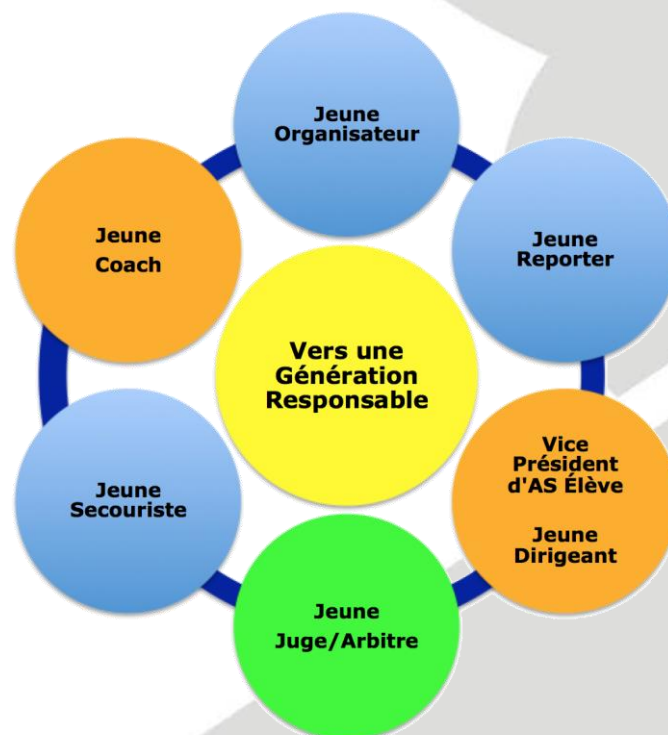 Jeune
Organisateur
Jeune
Coach
Jeune
Reporter
Vers une
Génération
Responsable
Jeune
Secouriste
Vice
Président
d'AS Élève
Jeune
Dirigeant
Jeune
Juge/Arbitre